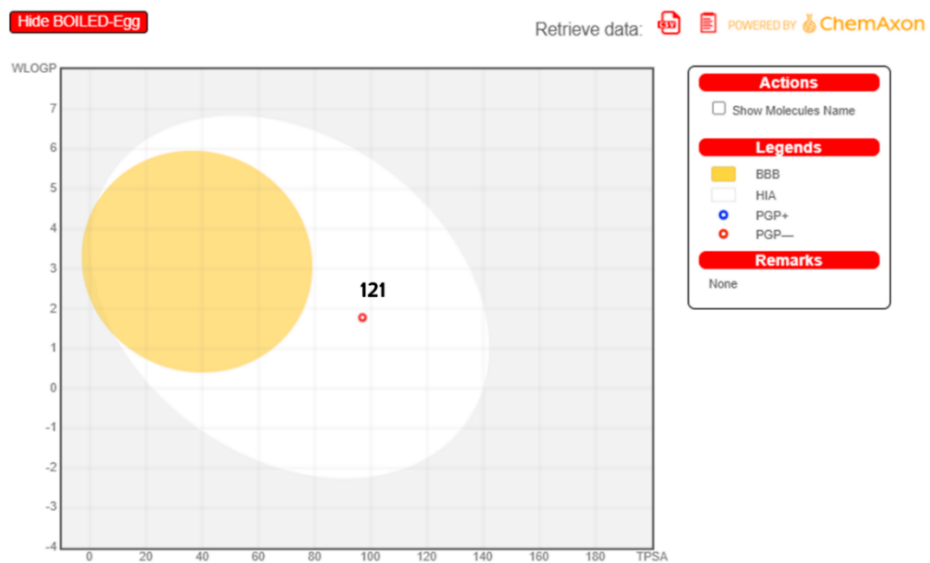 Hide BOILED-Egg
Retrieve data: CSV POWERED BY ChemAxon
WLOGP
7
6
5
4
3
2
1
0
-1
-2
-3
-4
121
0 20 40 60 80 100 120 140 160 180 TPSA
Actions
Show Molecules Name
Legends
BBB
HIA
PGP+
PGP—
Remarks
None